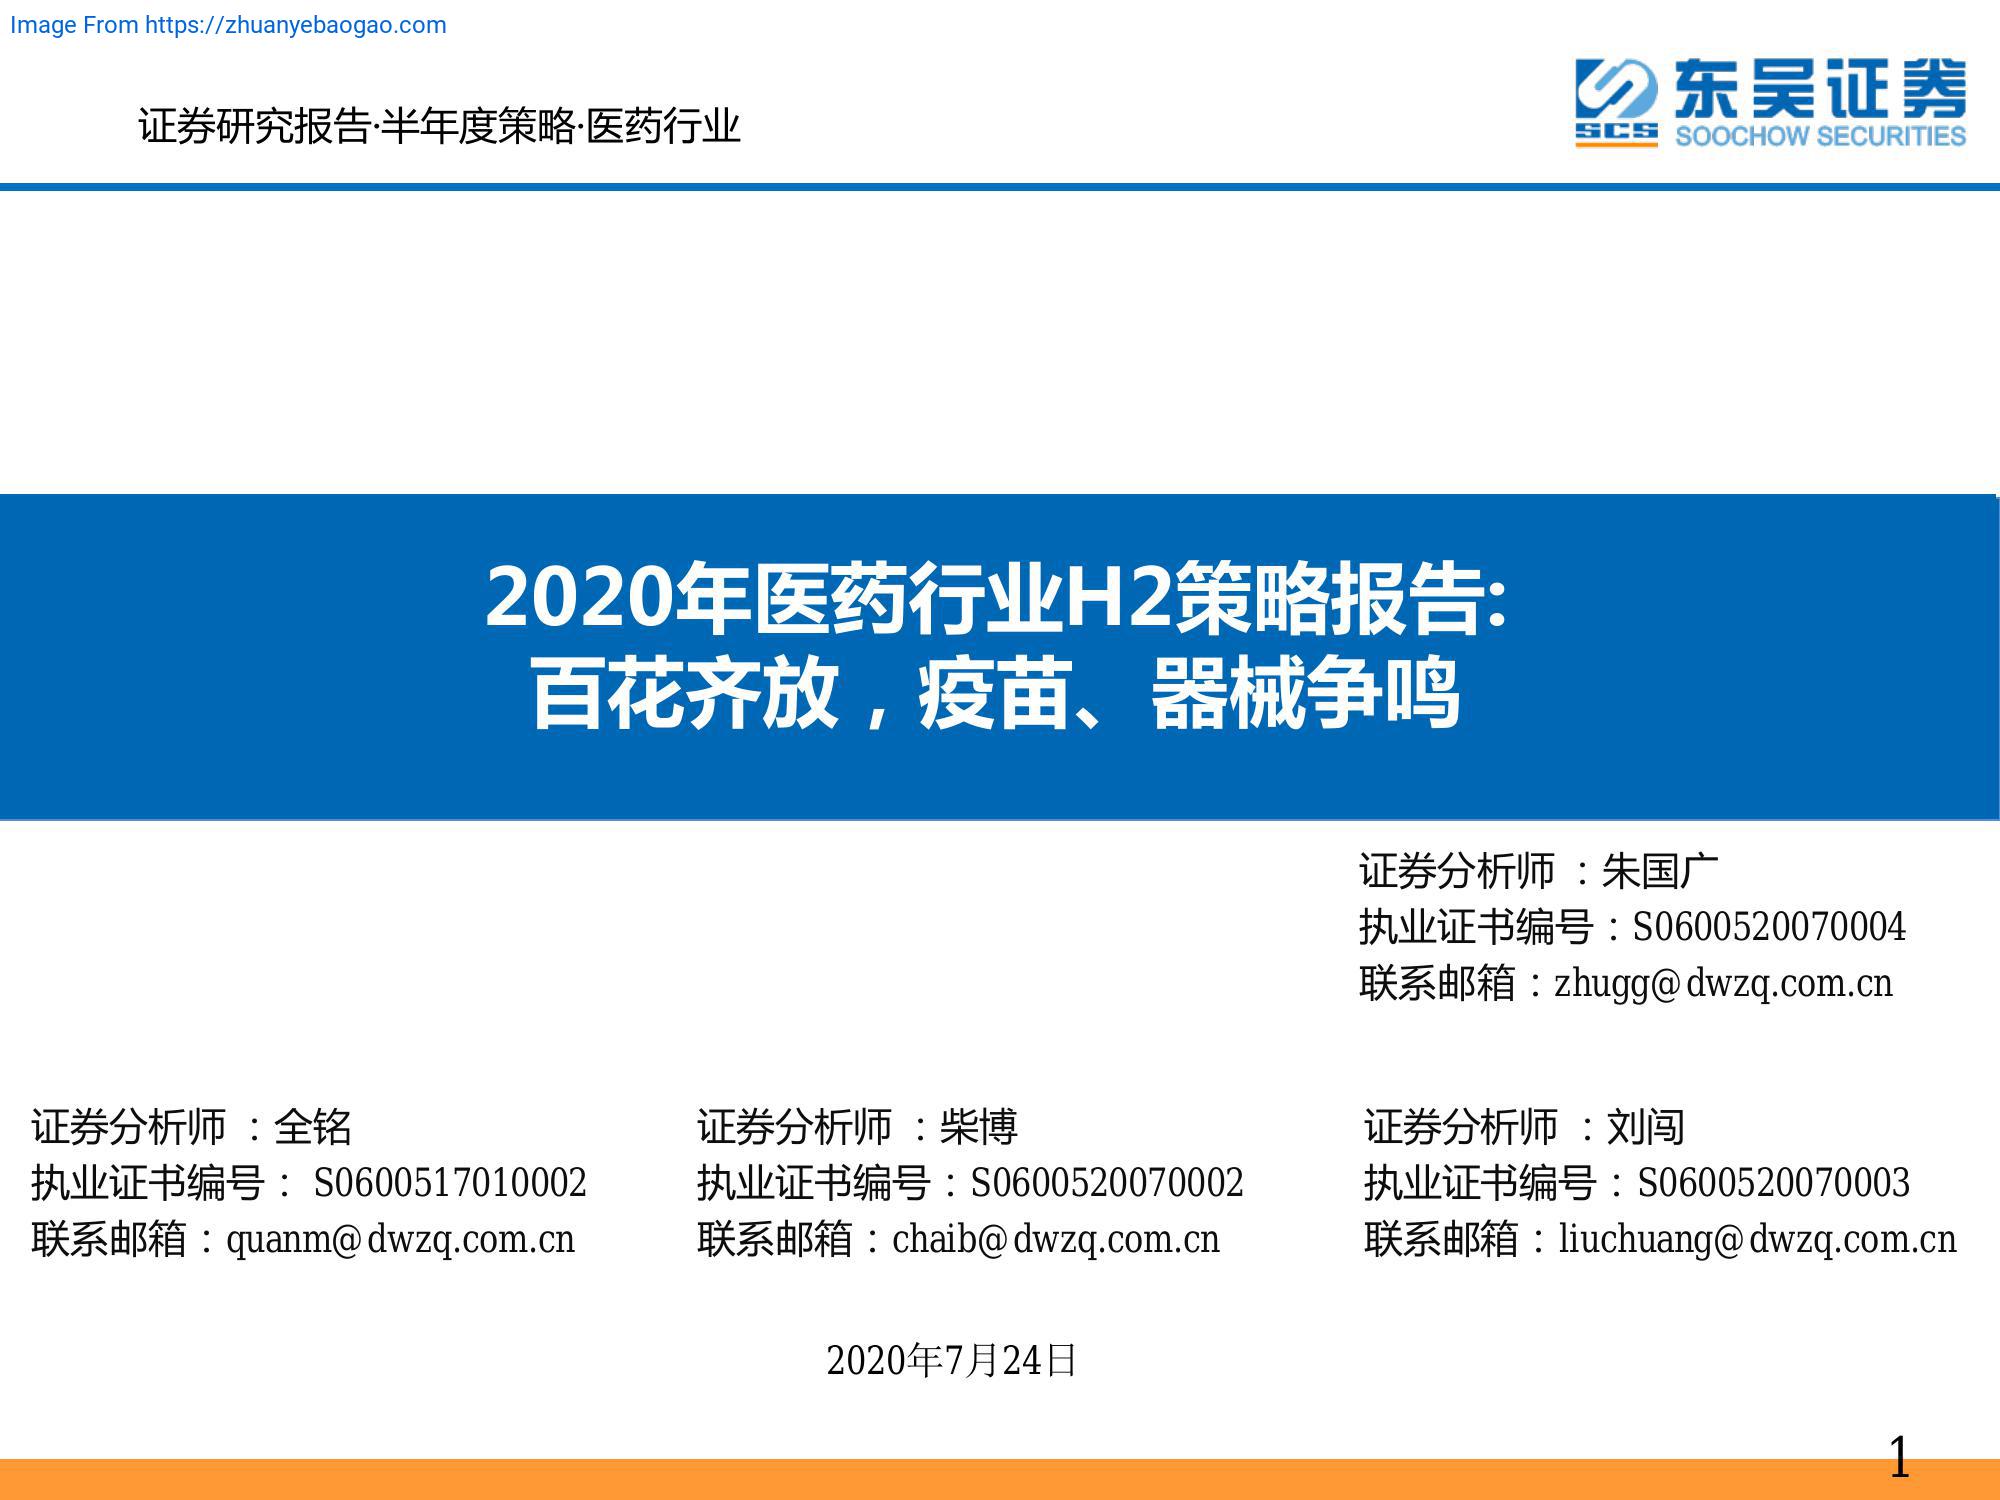 Image From https://zhuanyebaogao.com
东吴证券
SCS
SOOCHOW SECURITIES
证券研究报告·半年度策略·医药行业
2020年医药行业H2策略报告:
百花齐放，疫苗、器械争鸣
证券分析师 ：朱国广
执业证书编号：S0600520070004
联系邮箱：zhugg@dwzq.com.cn
证券分析师 ：全铭
执业证书编号： S0600517010002
联系邮箱：quanm@dwzq.com.cn
证券分析师 ：柴博
执业证书编号：S0600520070002
联系邮箱：chaib@dwzq.com.cn
证券分析师 ：刘闯
执业证书编号：S0600520070003
联系邮箱：liuchuang@dwzq.com.cn
2020年7月24日
1